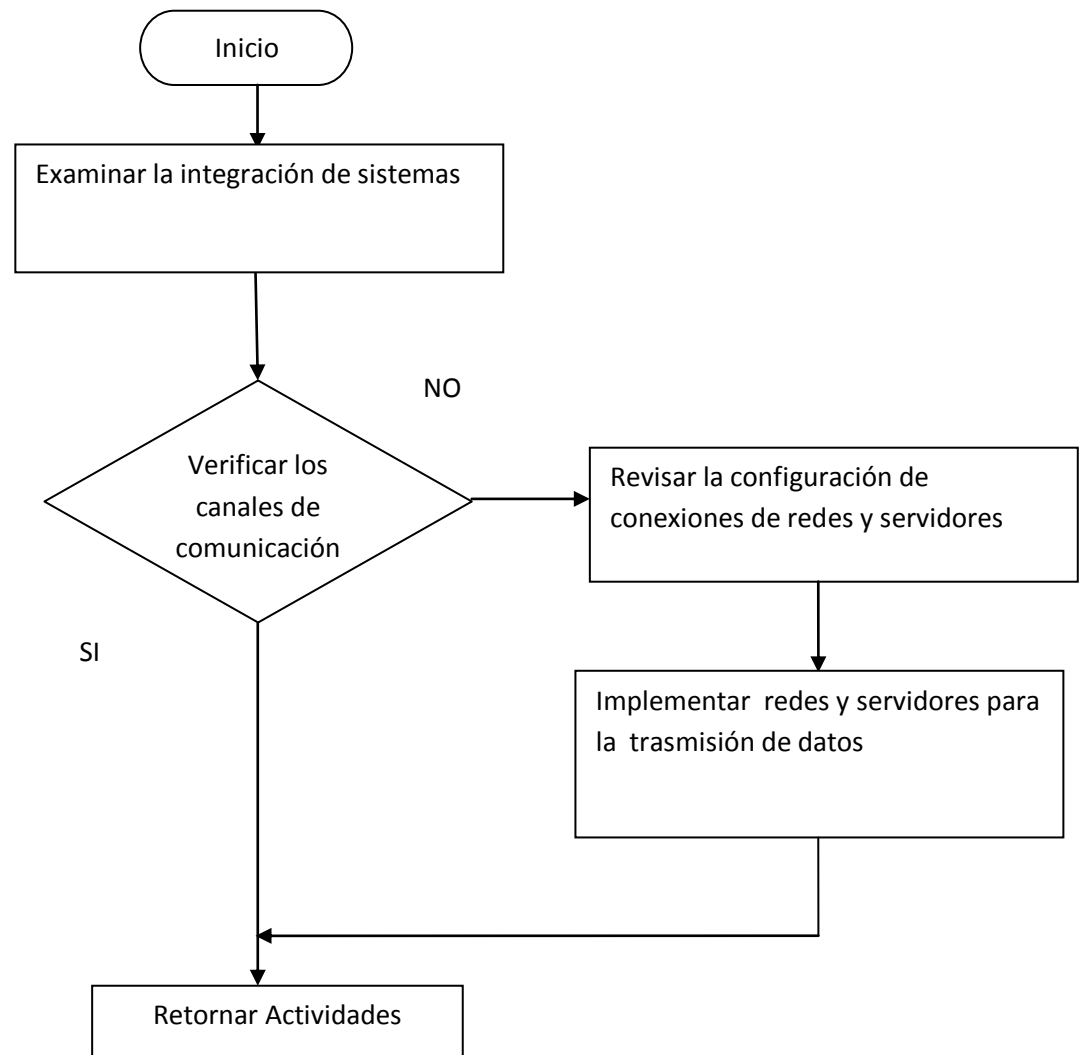 Inicio
Examinar la integración de sistemas
NO
Verificar los
canales de
comunicación
Revisar la configuración de
conexiones de redes y servidores
SI
Implementar redes y servidores para
la trasmisión de datos
Retornar Actividades